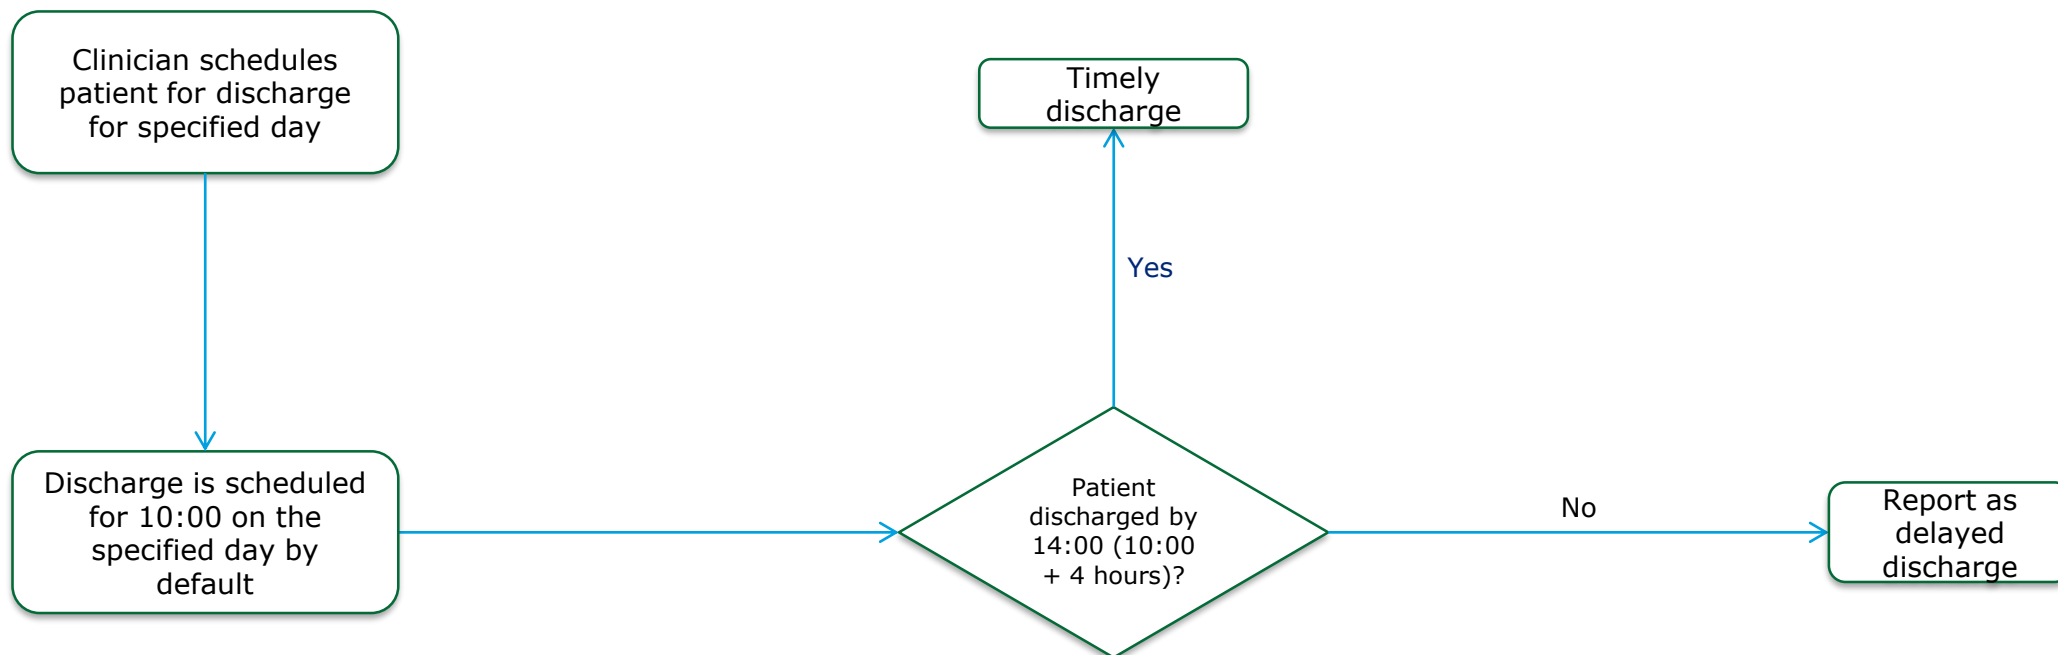 Clinician schedules
patient for discharge
for specified day
Timely
discharge
Yes
Discharge is scheduled
for 10:00 on the
specified day by
default
Patient
discharged by
14:00 (10:00
+ 4 hours)?
No
Report as
delayed
discharge